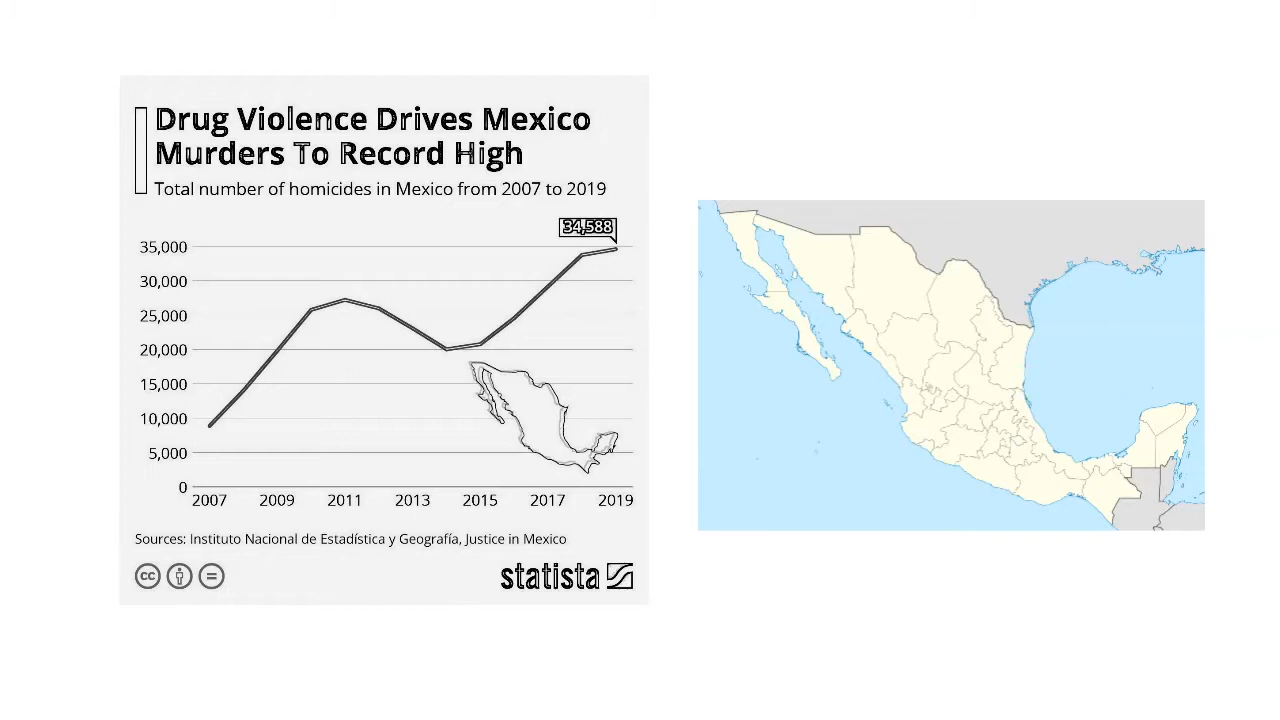 Drug Violence Drives Mexico
Murders To Record High
Total number of homicides in Mexico from 2007 to 2019
34,588
35,000
30,000
25,000
20,000
15,000
10,000
5,000
0
2007 2009 2011 2013 2015 2017 2019
Sources: Instituto Nacional de Estadística y Geografía, Justice in Mexico
cc =
statista